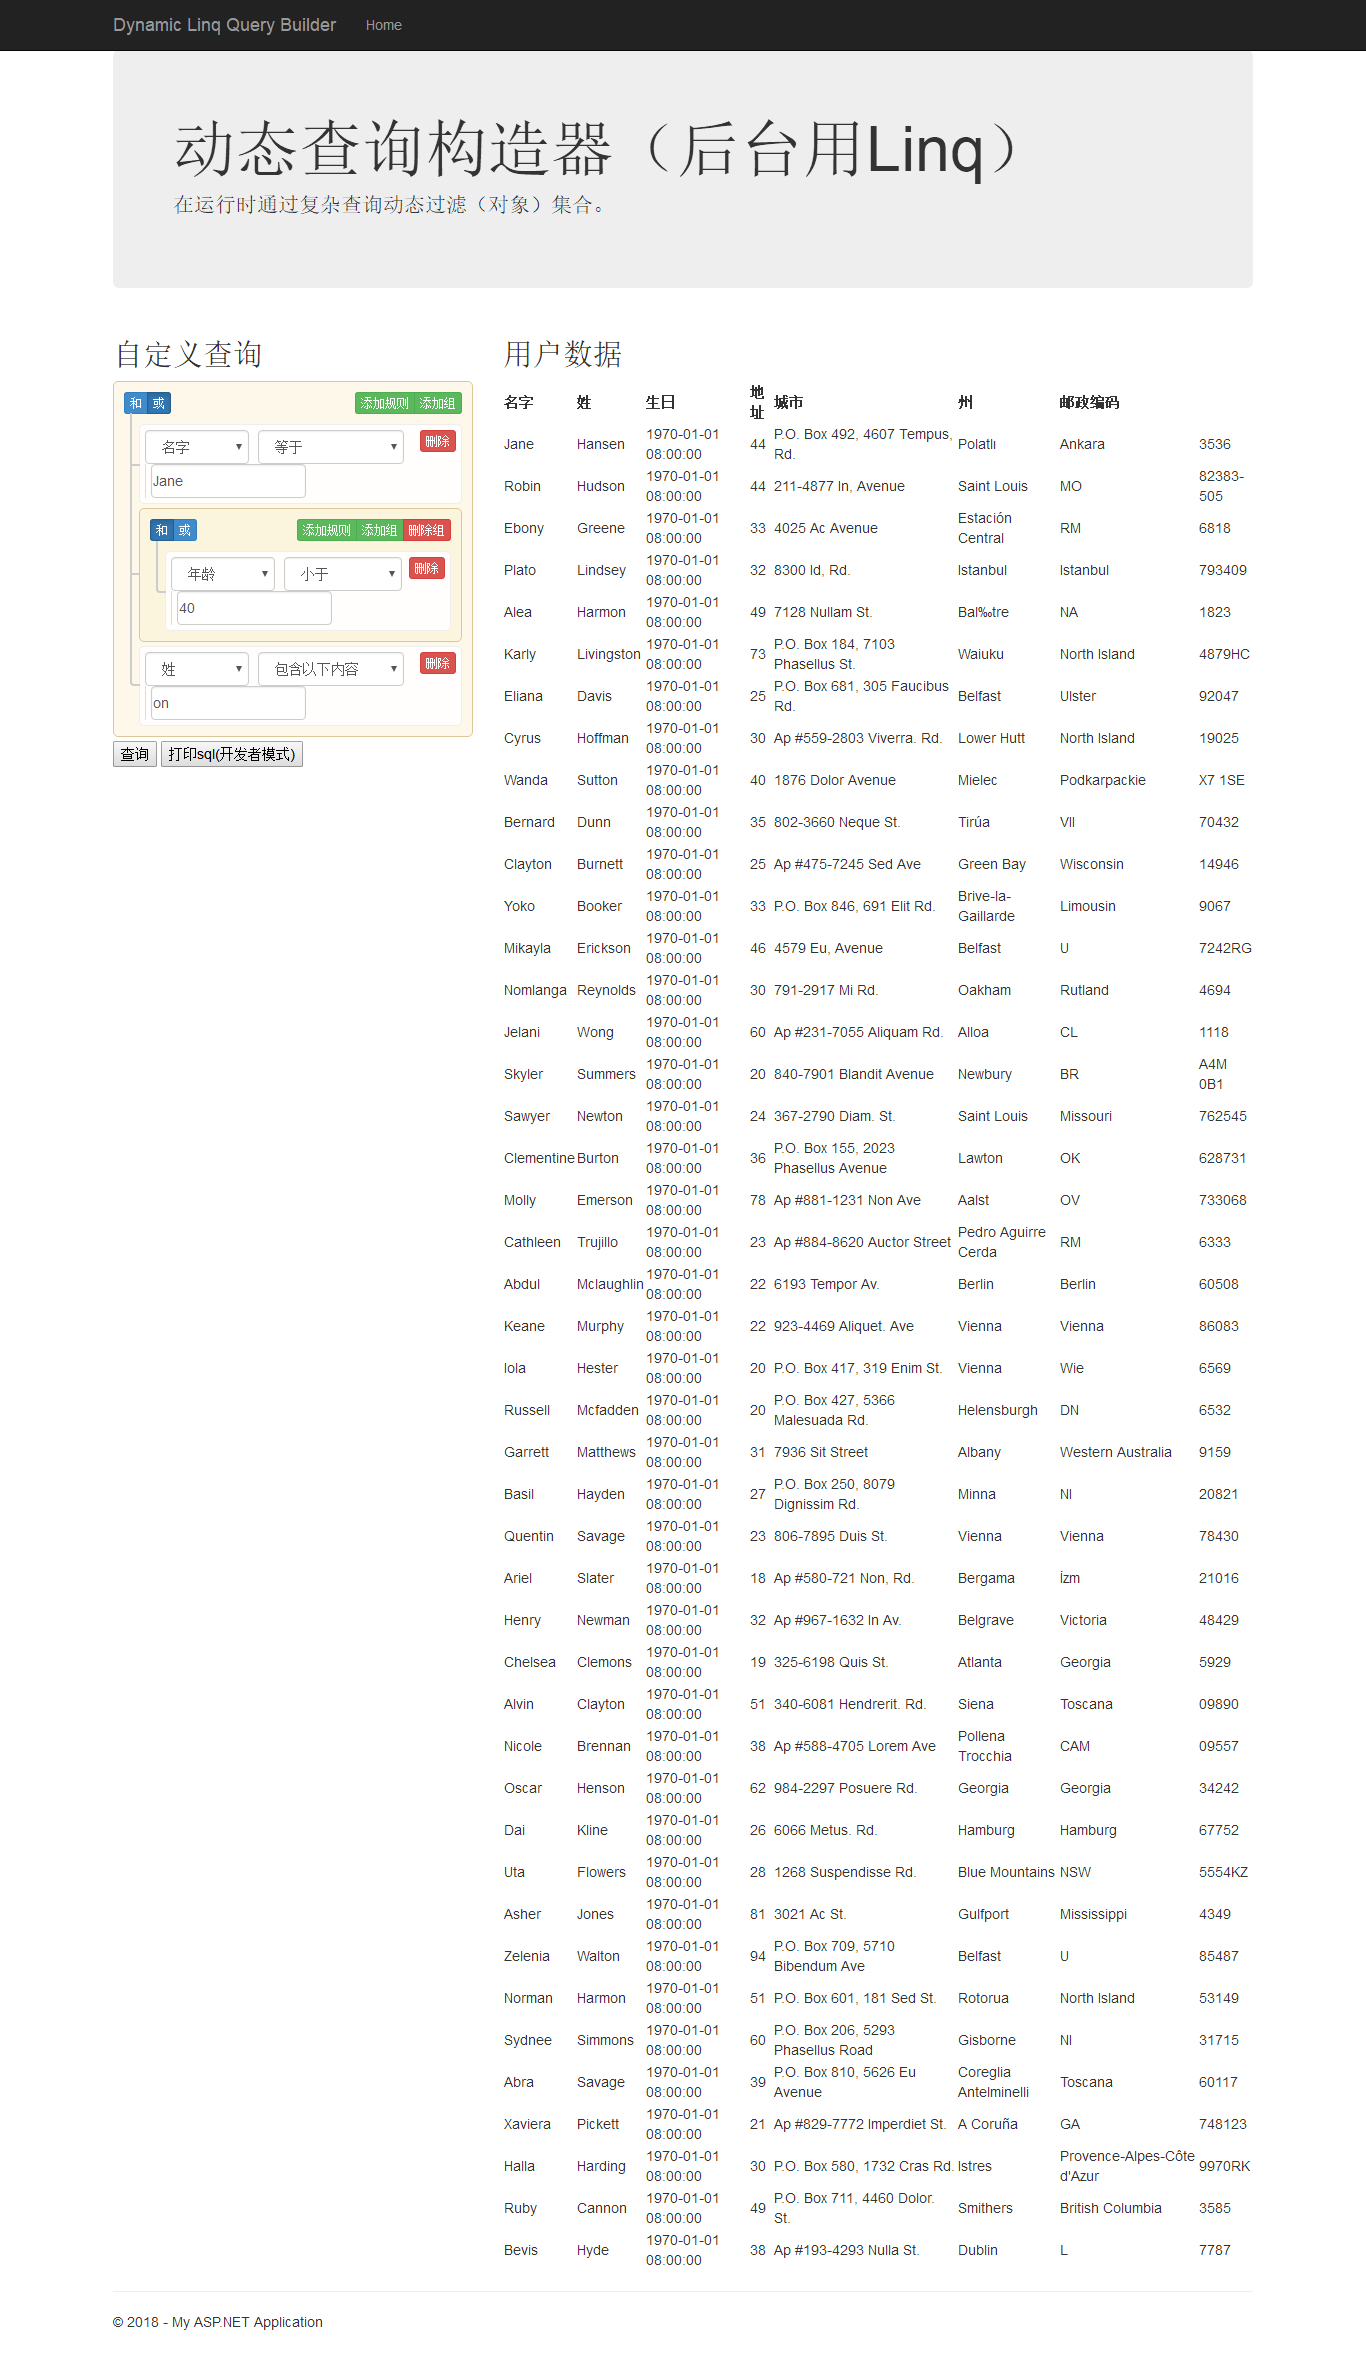 Dynamic Linq Query Builder Home
动态查询构造器（后台用Linq）
在运行时通过复杂查询动态过滤（对象）集合。
自定义查询
和 或 添加规则 添加组
名字 等于 删除
Jane
和 或 添加规则 添加组 删除组
年龄 小于 删除
40
姓 包含以下内容 删除
on
查询 打印sql(开发者模式)
用户数据
名字 姓 生日 地址 城市 州 邮政编码
Jane Hansen 1970-01-01 08:00:00 44 P.O. Box 492, 4607 Tempus, Rd. Polatlı Ankara 3536
Robin Hudson 1970-01-01 08:00:00 44 211-4877 In, Avenue Saint Louis MO 82383-505
Ebony Greene 1970-01-01 08:00:00 33 4025 Ac Avenue Estación Central RM 6818
Plato Lindsey 1970-01-01 08:00:00 32 8300 Id, Rd. Istanbul Istanbul 793409
Alea Harmon 1970-01-01 08:00:00 49 7128 Nullam St. Bal‰tre NA 1823
Karly Livingston 1970-01-01 08:00:00 73 P.O. Box 184, 7103 Phasellus St. Waiuku North Island 4879HC
Eliana Davis 1970-01-01 08:00:00 25 P.O. Box 681, 305 Faucibus Rd. Belfast Ulster 92047
Cyrus Hoffman 1970-01-01 08:00:00 30 Ap #559-2803 Viverra. Rd. Lower Hutt North Island 19025
Wanda Sutton 1970-01-01 08:00:00 40 1876 Dolor Avenue Mielec Podkarpackie X7 1SE
Bernard Dunn 1970-01-01 08:00:00 35 802-3660 Neque St. Tirúa VII 70432
Clayton Burnett 1970-01-01 08:00:00 25 Ap #475-7245 Sed Ave Green Bay Wisconsin 14946
Yoko Booker 1970-01-01 08:00:00 33 P.O. Box 846, 691 Elit Rd. Brive-la-Gaillarde Limousin 9067
Mikayla Erickson 1970-01-01 08:00:00 46 4579 Eu, Avenue Belfast U 7242RG
Nomlanga Reynolds 1970-01-01 08:00:00 30 791-2917 Mi Rd. Oakham Rutland 4694
Jelani Wong 1970-01-01 08:00:00 60 Ap #231-7055 Aliquam Rd. Alloa CL 1118
Skyler Summers 1970-01-01 08:00:00 20 840-7901 Blandit Avenue Newbury BR A4M 0B1
Sawyer Newton 1970-01-01 08:00:00 24 367-2790 Diam. St. Saint Louis Missouri 762545
Clementine Burton 1970-01-01 08:00:00 36 P.O. Box 155, 2023 Phasellus Avenue Lawton OK 628731
Molly Emerson 1970-01-01 08:00:00 78 Ap #881-1231 Non Ave Aalst OV 733068
Cathleen Trujillo 1970-01-01 08:00:00 23 Ap #884-8620 Auctor Street Pedro Aguirre Cerda RM 6333
Abdul Mclaughlin 1970-01-01 08:00:00 22 6193 Tempor Av. Berlin Berlin 60508
Keane Murphy 1970-01-01 08:00:00 22 923-4469 Aliquet. Ave Vienna Vienna 86083
Iola Hester 1970-01-01 08:00:00 20 P.O. Box 417, 319 Enim St. Vienna Wie 6569
Russell Mcfadden 1970-01-01 08:00:00 20 P.O. Box 427, 5366 Malesuada Rd. Helensburgh DN 6532
Garrett Matthews 1970-01-01 08:00:00 31 7936 Sit Street Albany Western Australia 9159
Basil Hayden 1970-01-01 08:00:00 27 P.O. Box 250, 8079 Dignissim Rd. Minna NI 20821
Quentin Savage 1970-01-01 08:00:00 23 806-7895 Duis St. Vienna Vienna 78430
Ariel Slater 1970-01-01 08:00:00 18 Ap #580-721 Non, Rd. Bergama İzm 21016
Henry Newman 1970-01-01 08:00:00 32 Ap #967-1632 In Av. Belgrave Victoria 48429
Chelsea Clemons 1970-01-01 08:00:00 19 325-6198 Quis St. Atlanta Georgia 5929
Alvin Clayton 1970-01-01 08:00:00 51 340-6081 Hendrerit. Rd. Siena Toscana 09890
Nicole Brennan 1970-01-01 08:00:00 38 Ap #588-4705 Lorem Ave Pollena Trocchia CAM 09557
Oscar Henson 1970-01-01 08:00:00 62 984-2297 Posuere Rd. Georgia Georgia 34242
Dai Kline 1970-01-01 08:00:00 26 6066 Metus. Rd. Hamburg Hamburg 67752
Uta Flowers 1970-01-01 08:00:00 28 1268 Suspendisse Rd. Blue Mountains NSW 5554KZ
Asher Jones 1970-01-01 08:00:00 81 3021 Ac St. Gulfport Mississippi 4349
Zelenia Walton 1970-01-01 08:00:00 94 P.O. Box 709, 5710 Bibendum Ave Belfast U 85487
Norman Harmon 1970-01-01 08:00:00 51 P.O. Box 601, 181 Sed St. Rotorua North Island 53149
Sydnee Simmons 1970-01-01 08:00:00 60 P.O. Box 206, 5293 Phasellus Road Gisborne NI 31715
Abra Savage 1970-01-01 08:00:00 39 P.O. Box 810, 5626 Eu Avenue Coreglia Antelminelli Toscana 60117
Xaviera Pickett 1970-01-01 08:00:00 21 Ap #829-7772 Imperdiet St. A Coruña GA 748123
Halla Harding 1970-01-01 08:00:00 30 P.O. Box 580, 1732 Cras Rd. Istres Provence-Alpes-Côte d'Azur 9970RK
Ruby Cannon 1970-01-01 08:00:00 49 P.O. Box 711, 4460 Dolor. St. Smithers British Columbia 3585
Bevis Hyde 1970-01-01 08:00:00 38 Ap #193-4293 Nulla St. Dublin L 7787
© 2018 - My ASP.NET Application